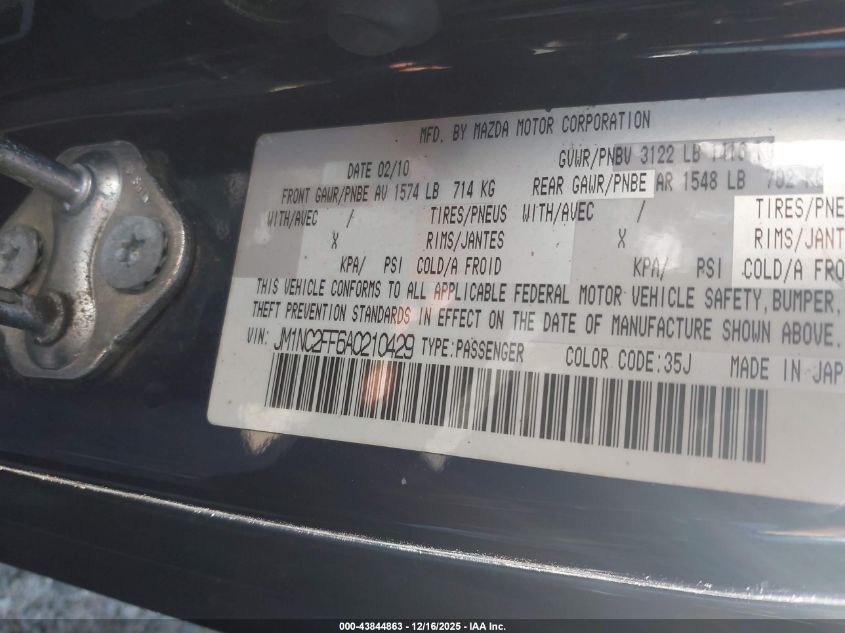 MFD. BY MAZDA MOTOR CORPORATION
DATE 02/10 GVWR/PNBV 3122 LB 1416
FRONT GAWR/PNBE AV 1574 LB 714 KG REAR GAWR/PNBE AR 1548 LB 702 KG
WITH/AVEC / TIRES/PNEUS WITH/AVEC / TIRES/PNE
X RIMS/JANTES X RIMS/JANT
KPA/ PSI COLD/A FROID KPA/ PSI COLD/A FRO
THIS VEHICLE CONFORMS TO ALL APPLICABLE FEDERAL MOTOR VEHICLE SAFETY, BUMPER,
THEFT PREVENTION STANDARDS IN EFFECT ON THE DATE OF MANUFACTURE SHOWN ABOVE.
VIN: JM1NC2FF6A0210429 TYPE:PASSENGER COLOR CODE:35J MADE IN JAP
000-43844863 - 12/16/2025 - IAA Inc.